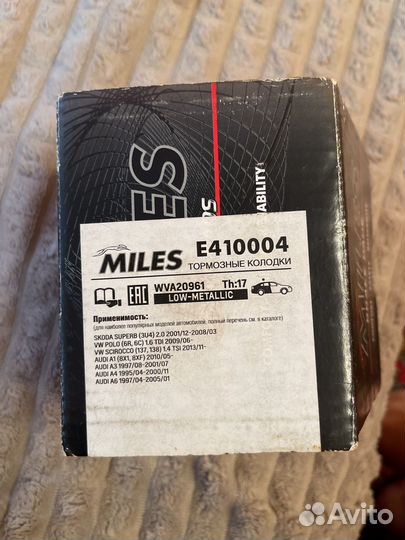 ES
ABILITY
MILES
E410004
ТОРМОЗНЫЕ КОЛОДКИ
EAC
WVA20961 Th:17
LOW-METALLIC
Применимость:
(для наиболее популярных моделей автомобилей, полный перечень см. в каталоге)
SKODA SUPERB (3U4) 2.0 2001/12-2008/03
VW POLO (6R, 6C) 1.6 TDI 2009/06-
VW SCIROCCO (137, 138) 1.4 TSI 2013/11-
AUDI A1 (8X1, 8XF) 2010/05-
AUDI A3 1997/08-2001/07
AUDI A4 1995/04-2000/11
AUDI A6 1997/04-2005/01
Avito